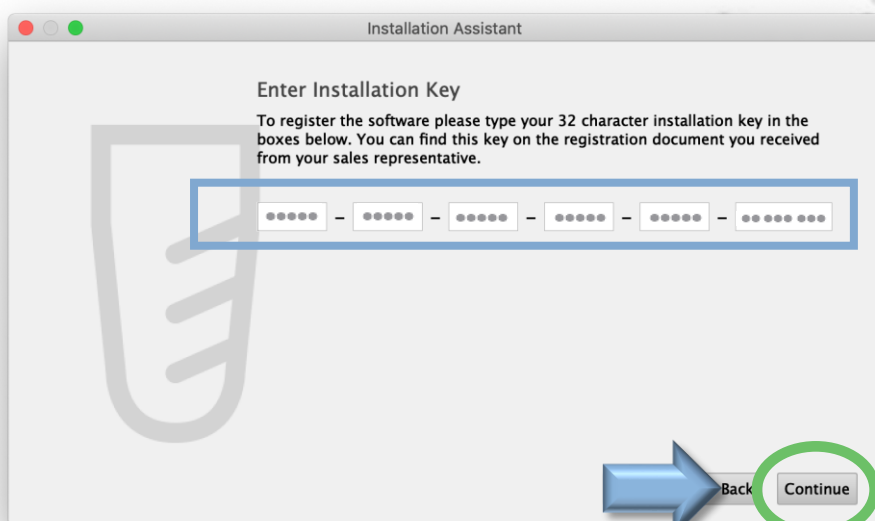 Installation Assistant
Enter Installation Key
To register the software please type your 32 character installation key in the
boxes below. You can find this key on the registration document you received
from your sales representative.
●●●●● – ●●●●● – ●●●●● – ●●●●● – ●●●●● – ●●●●●●●●
Back Continue